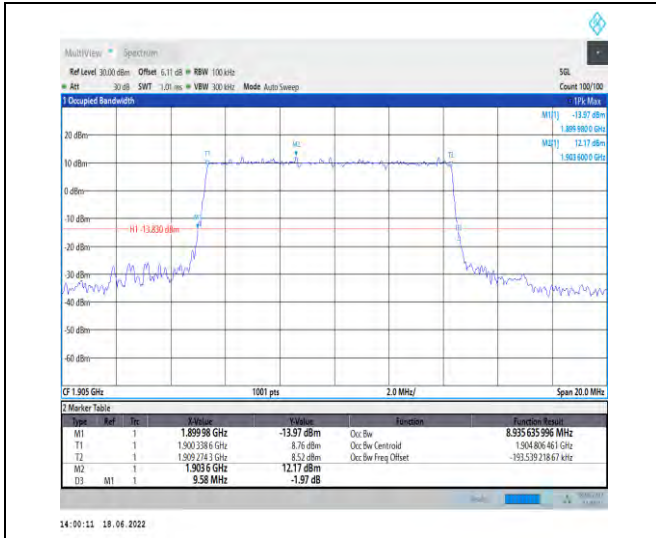 MultiView Spectrum
Ref Level 30.00 dBm Offset 6.11 dB RBW 100 kHz SGL
Att 30 dB SWT 1.01 ms VBW 300 kHz Mode Auto Sweep Count 100/100
1 Occupied Bandwidth 1Pk Max
M1[1] -13.97 dBm
1.899 980 0 GHz
M2[1] 12.17 dBm
1.903 600 0 GHz
20 dBm
M2
T1
T2
10 dBm
0 dBm
-10 dBm
H1 -13.830 dBm
-20 dBm
-30 dBm
-40 dBm
-50 dBm
-60 dBm
CF 1.905 GHz 1001 pts 2.0 MHz/ Span 20.0 MHz
2 Marker Table
Type Ref Trc X-Value Y-Value Function Function Result
M1 1 1.899 98 GHz -13.97 dBm Occ Bw 8.935 635 996 MHz
T1 1 1.900 338 6 GHz 8.76 dBm Occ Bw Centroid 1.904 806 461 GHz
T2 1 1.909 274 3 GHz 8.52 dBm Occ Bw Freq Offset -193.539 218 67 kHz
M2 1 1.903 6 GHz 12.17 dBm
D3 M1 1 9.58 MHz -1.97 dB
14:00:11 18.06.2022